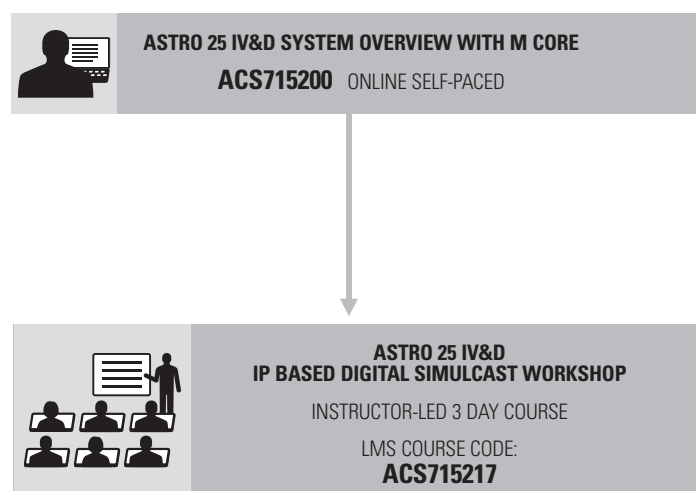 ASTRO 25 IV&D SYSTEM OVERVIEW WITH M CORE
ACS715200 ONLINE SELF-PACED
ASTRO 25 IV&D
IP BASED DIGITAL SIMULCAST WORKSHOP
INSTRUCTOR-LED 3 DAY COURSE
LMS COURSE CODE:
ACS715217